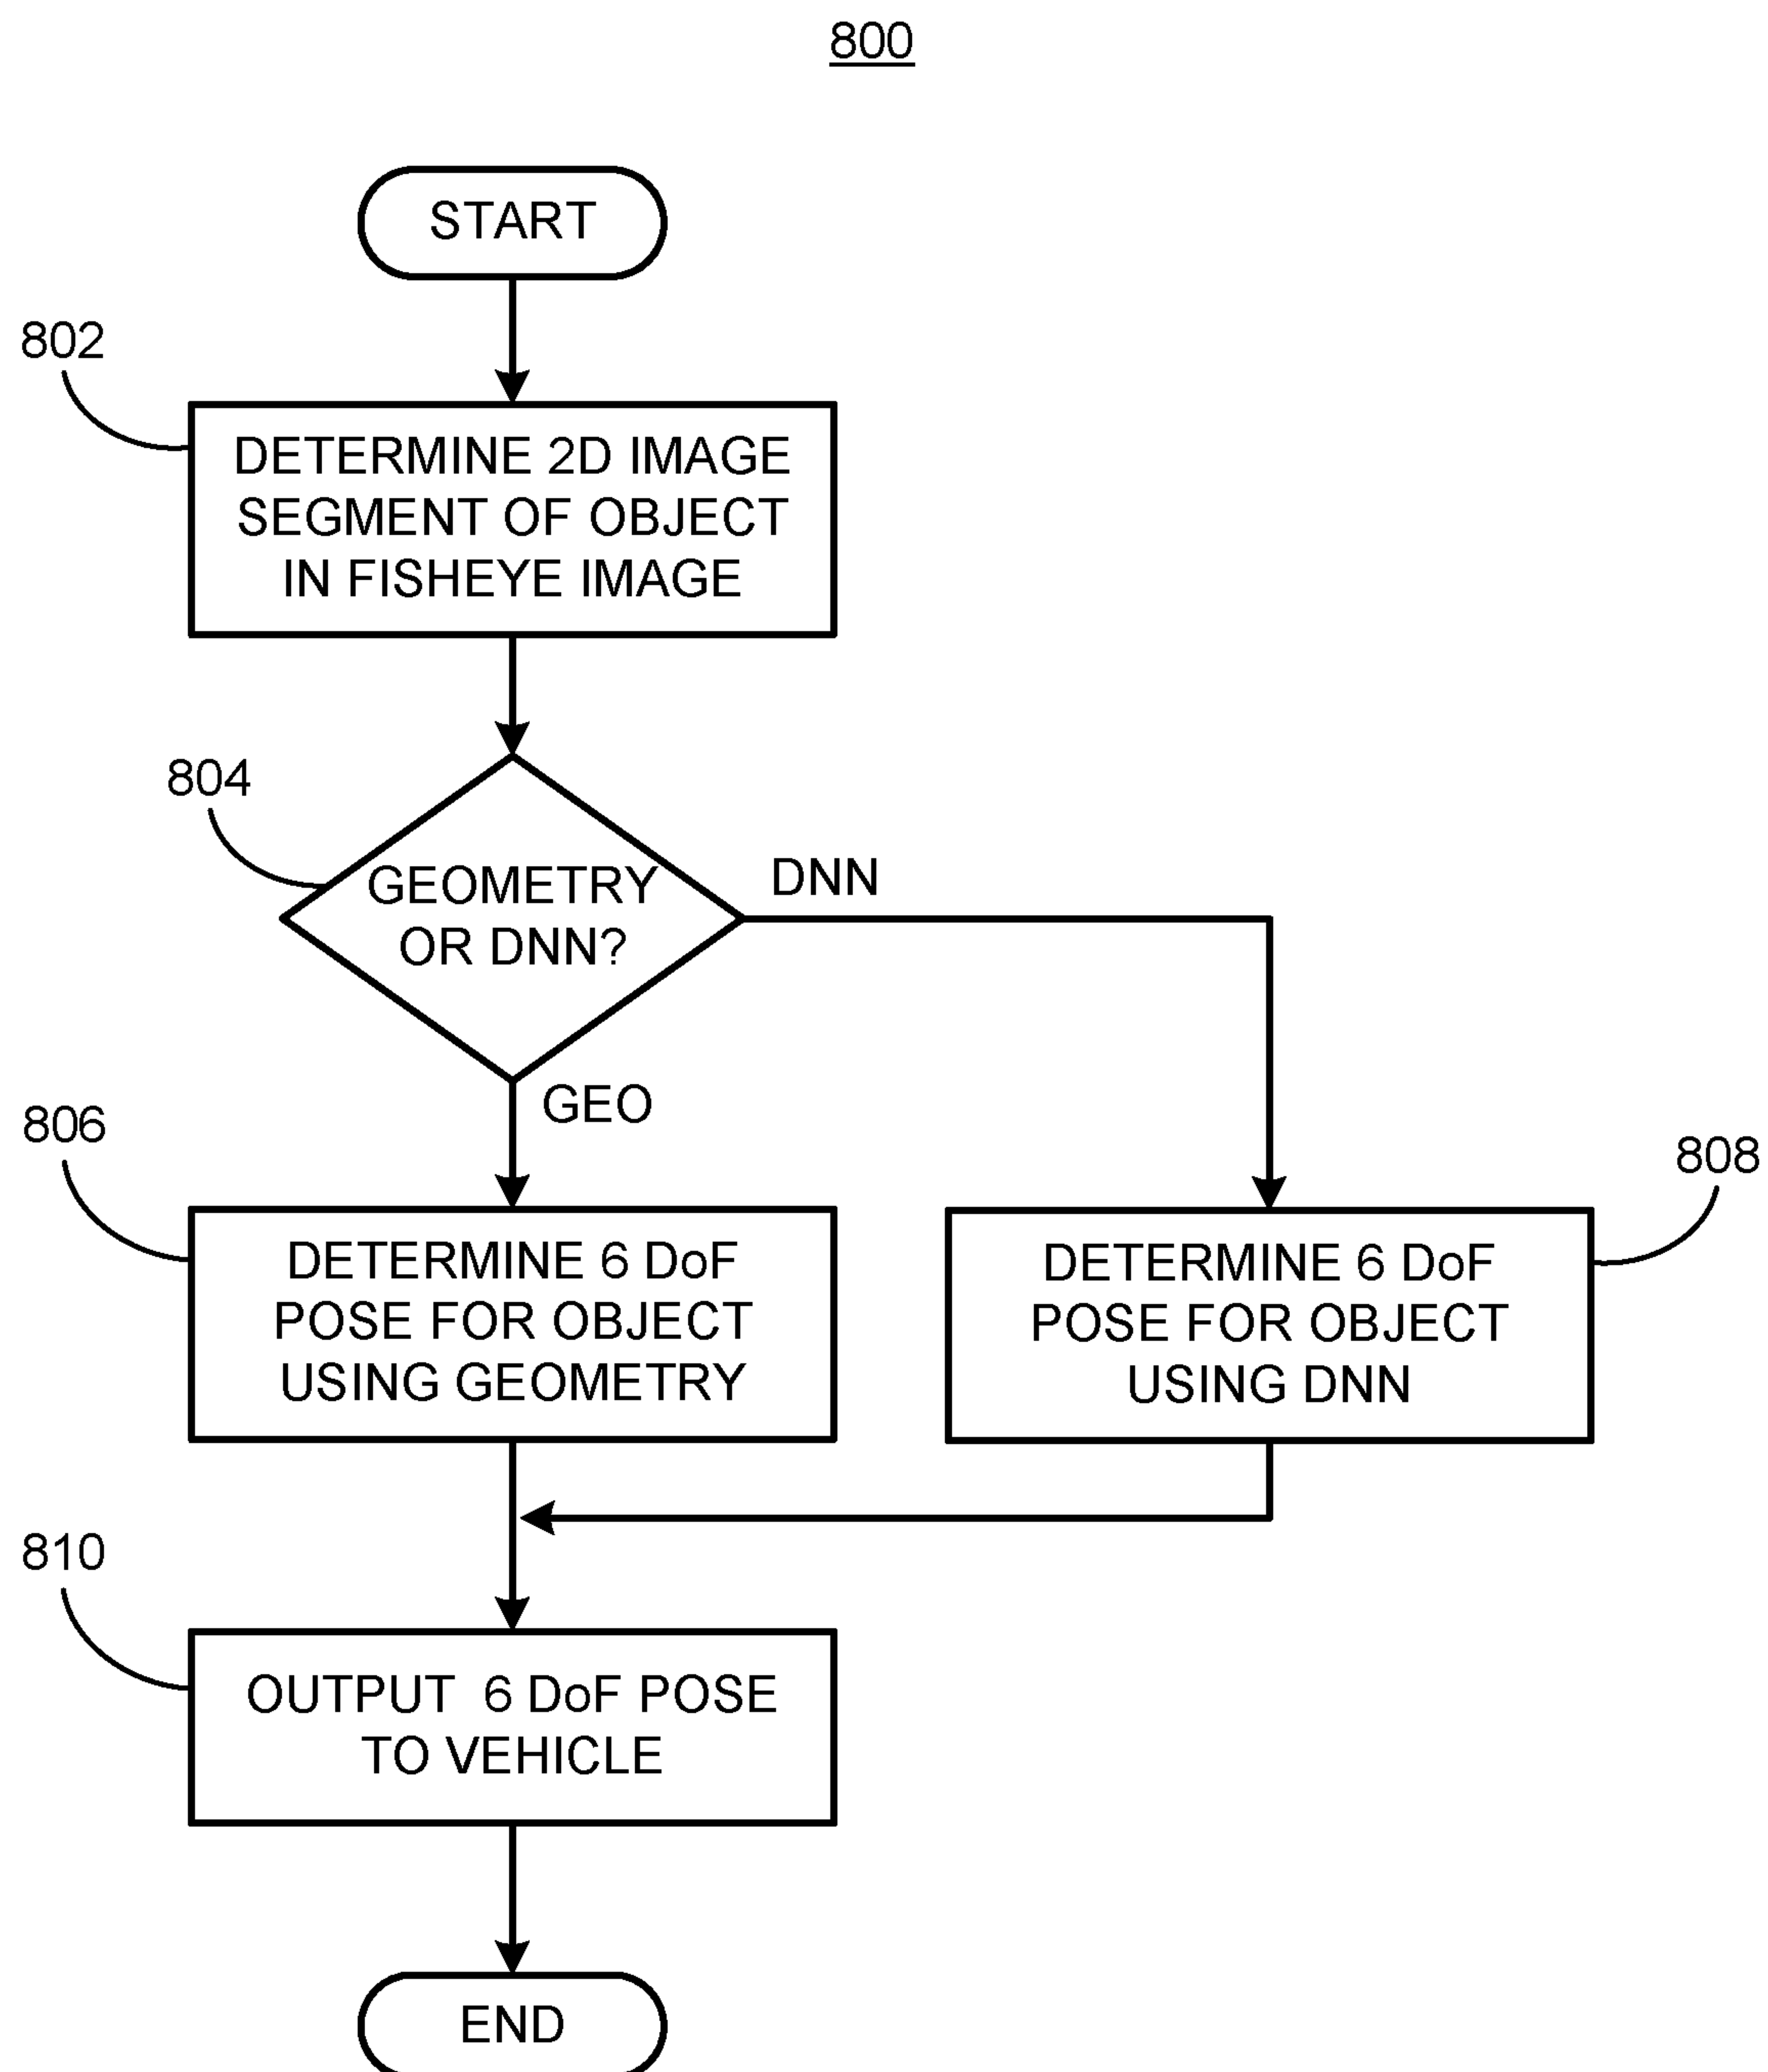 800
START
802
DETERMINE 2D IMAGE
SEGMENT OF OBJECT
IN FISHEYE IMAGE
804
GEOMETRY
OR DNN?
DNN
GEO
806
DETERMINE 6 DoF
POSE FOR OBJECT
USING GEOMETRY
808
DETERMINE 6 DoF
POSE FOR OBJECT
USING DNN
810
OUTPUT 6 DoF POSE
TO VEHICLE
END